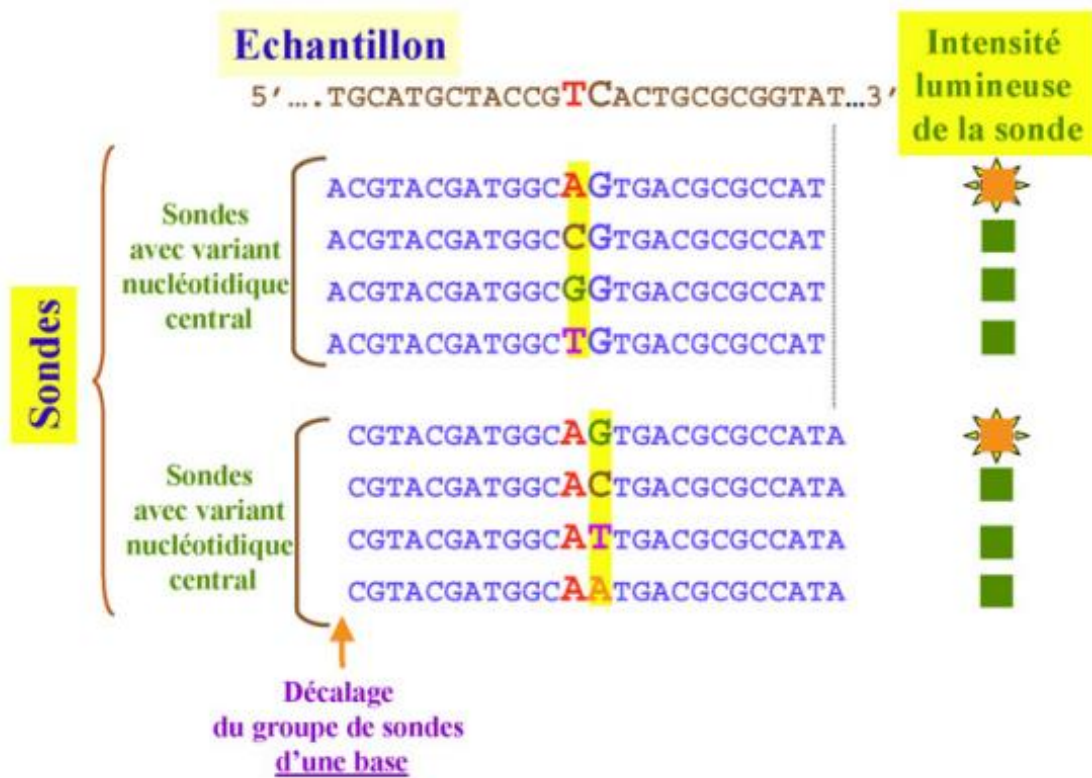 Echantillon
5’ ….TGCATGCTACCGTCACTGCGCGGTAT…3’
Intensité
lumineuse
de la sonde
Sondes
Sondes
avec variant
nucléotidique
central
ACGTACGATGGCAGTGACGCGCCAT
ACGTACGATGGCCGTGACGCGCCAT
ACGTACGATGGCGGTGACGCGCCAT
ACGTACGATGGCTGTGACGCGCCAT
Sondes
avec variant
nucléotidique
central
CGTACGATGGCAGTGACGCGCCATA
CGTACGATGGCACTGACGCGCCATA
CGTACGATGGCATTGACGCGCCATA
CGTACGATGGCAATGACGCGCCATA
Décalage
du groupe de sondes
d’une base